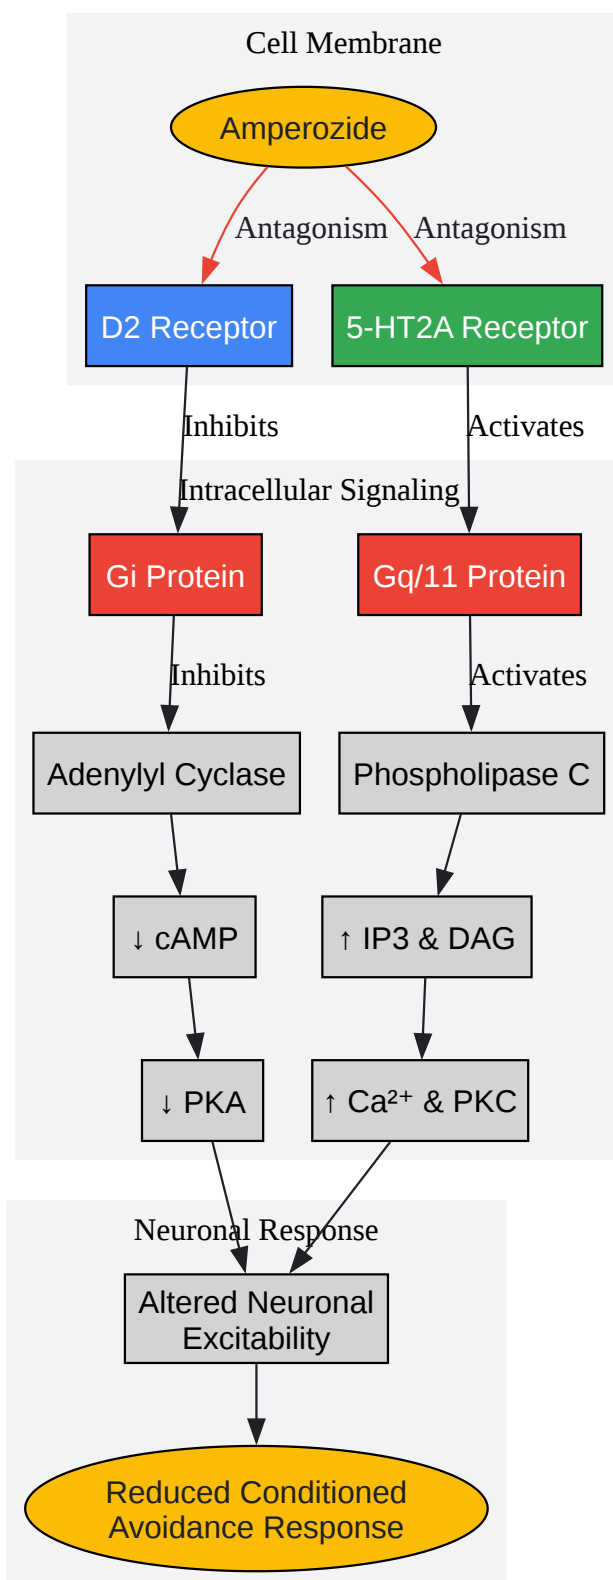 Cell Membrane
Amperozide
Antagonism
Antagonism
D2 Receptor
5-HT2A Receptor
Inhibits
Activates
Intracellular Signaling
Gi Protein
Gq/11 Protein
Inhibits
Activates
Adenylyl Cyclase
Phospholipase C
↓ cAMP
↑ IP3 & DAG
↓ PKA
↑ Ca²⁺ & PKC
Neuronal Response
Altered Neuronal
Excitability
Reduced Conditioned
Avoidance Response